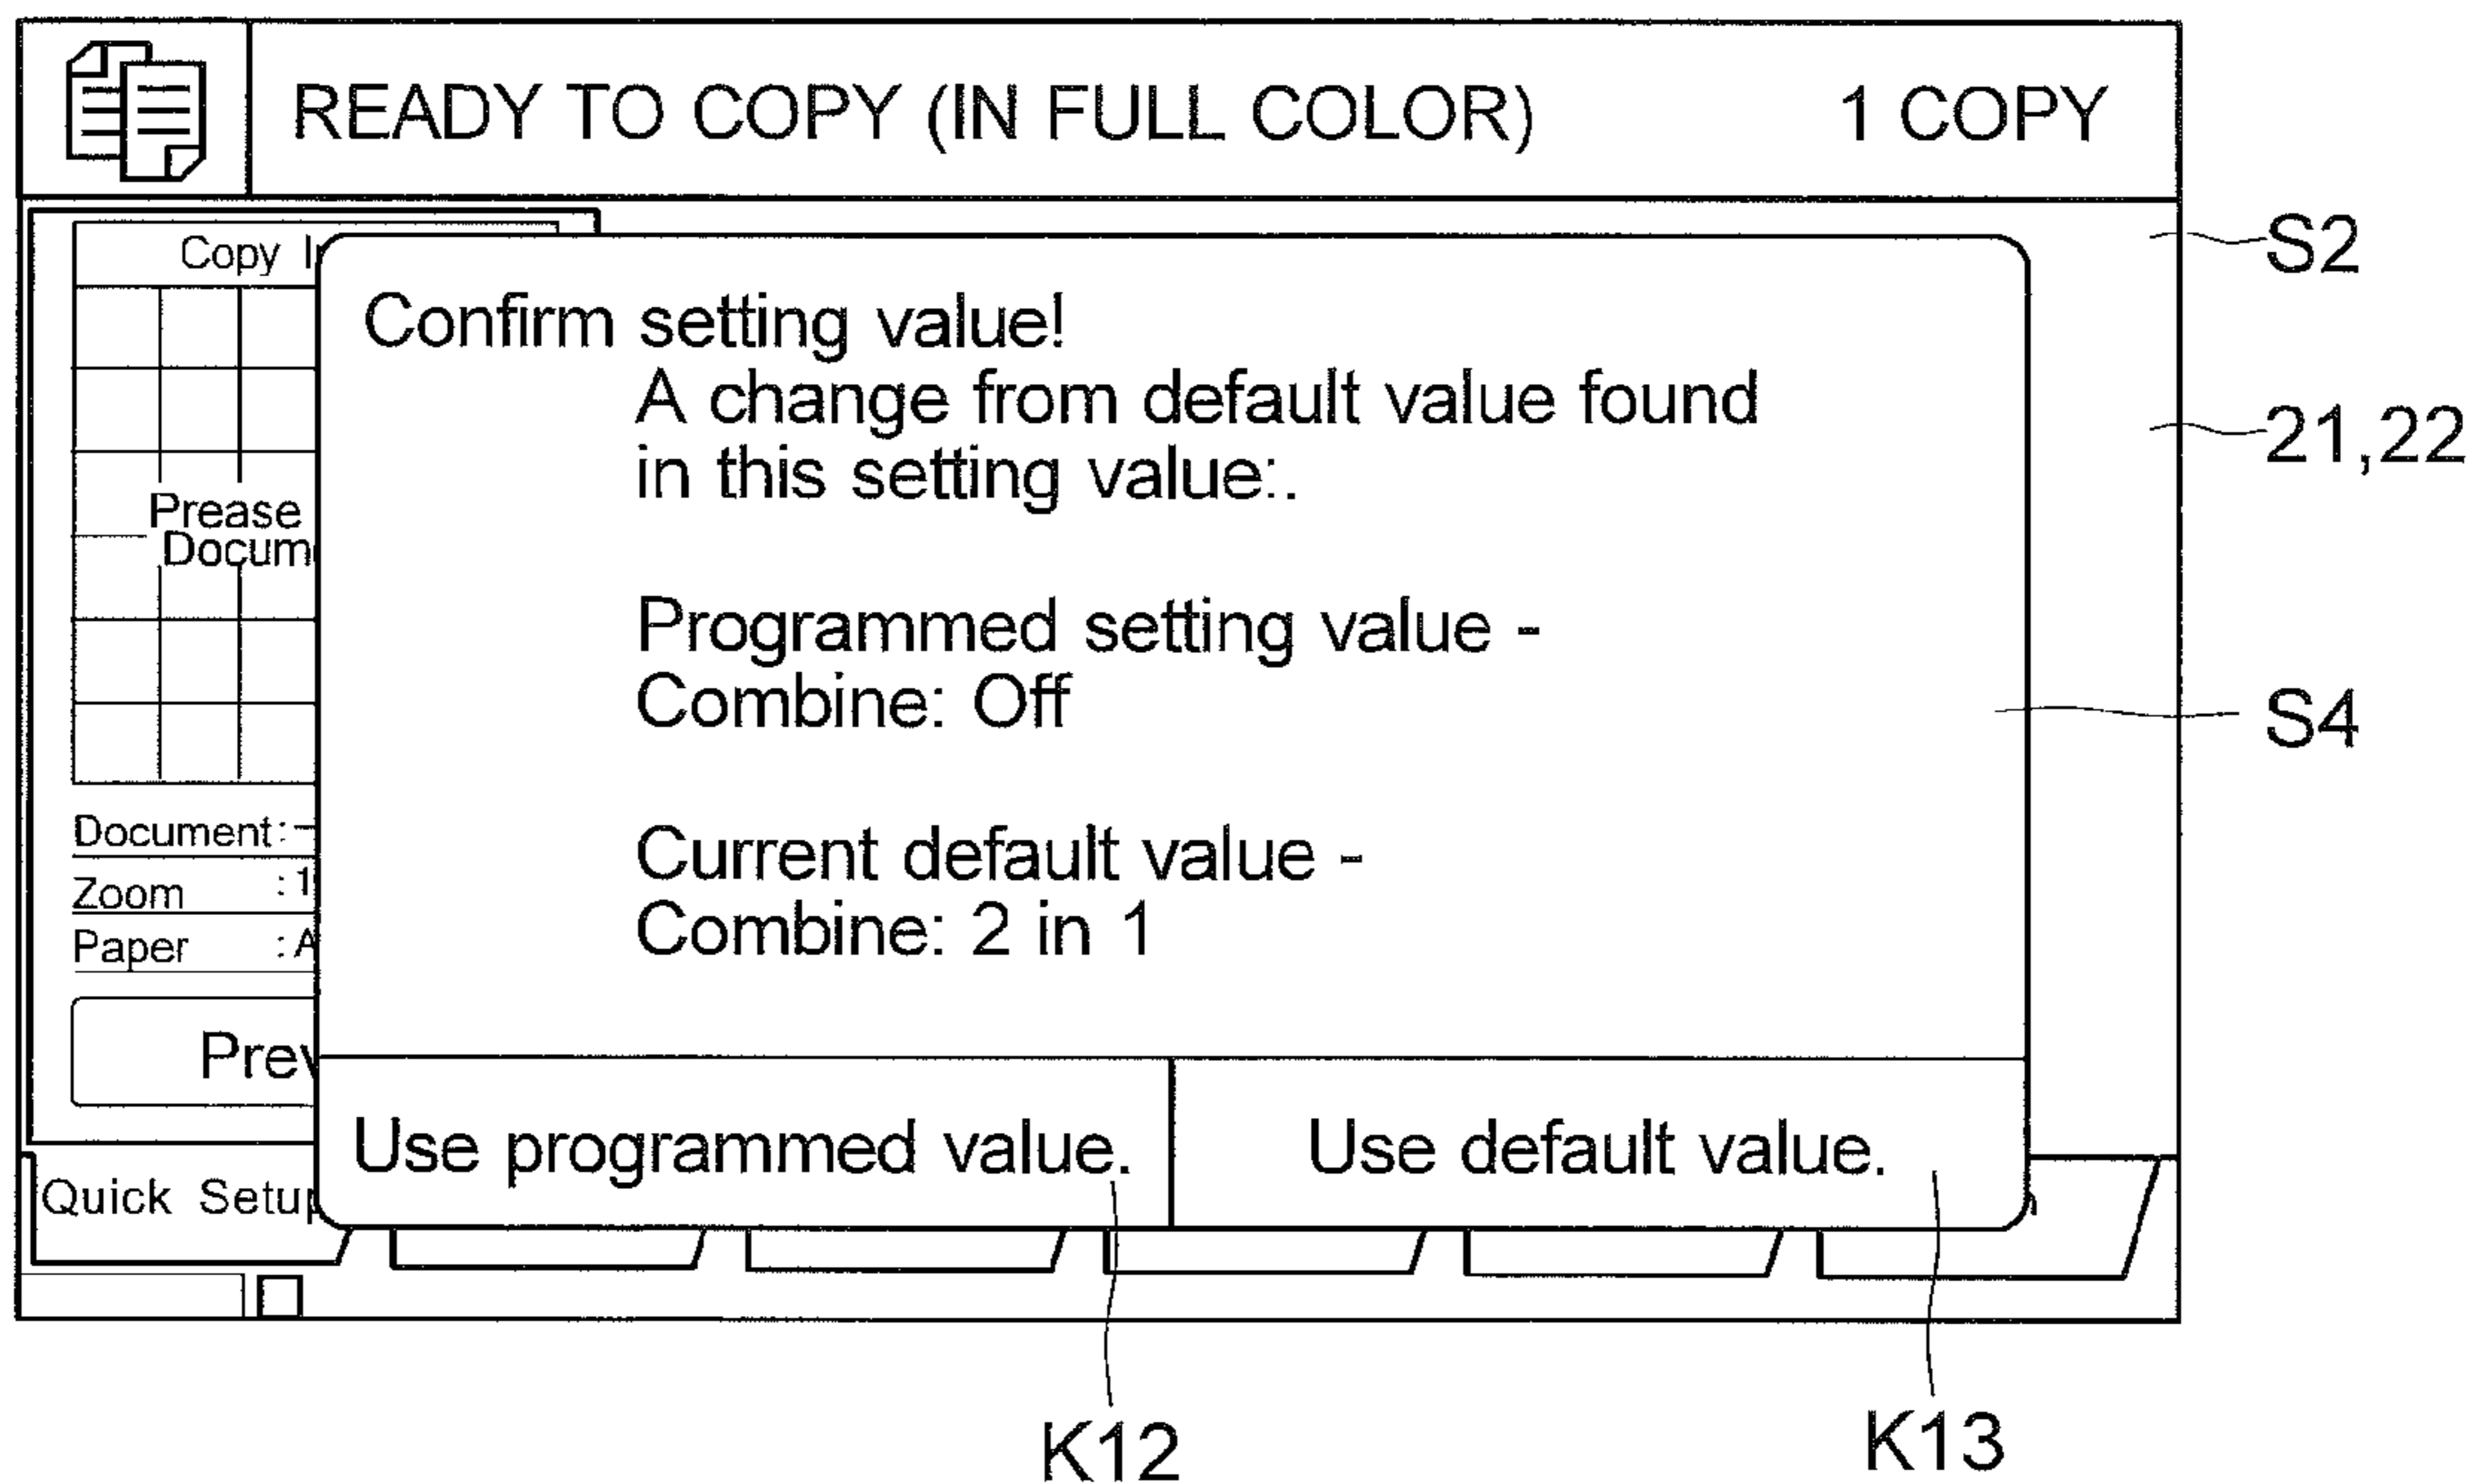 READY TO COPY (IN FULL COLOR) 1 COPY
Copy I
S2
Confirm setting value!
A change from default value found
in this setting value:.
21,22
Prease
Docum
Programmed setting value -
Combine: Off
S4
Current default value -
Combine: 2 in 1
Document:
Zoom :1
Paper :A
Prev
Use programmed value. Use default value.
Quick Setup
K12 K13